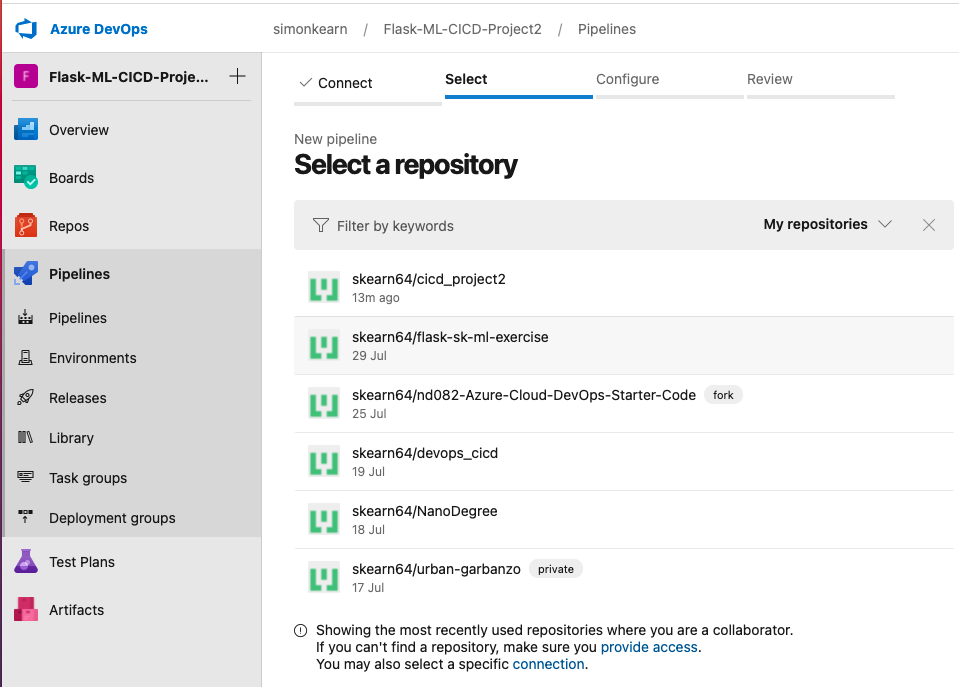 Azure DevOps
simonkearn / Flask-ML-CICD-Project2 / Pipelines
F Flask-ML-CICD-Proje... +
Overview
Boards
Repos
Pipelines
Pipelines
Environments
Releases
Library
Task groups
Deployment groups
Test Plans
Artifacts
Connect Select Configure Review
New pipeline
Select a repository
Filter by keywords My repositories
skearn64/cicd_project2
13m ago
skearn64/flask-sk-ml-exercise
29 Jul
skearn64/nd082-Azure-Cloud-DevOps-Starter-Code fork
25 Jul
skearn64/devops_cicd
19 Jul
skearn64/NanoDegree
18 Jul
skearn64/urban-garbanzo private
17 Jul
Showing the most recently used repositories where you are a collaborator.
If you can't find a repository, make sure you provide access.
You may also select a specific connection.